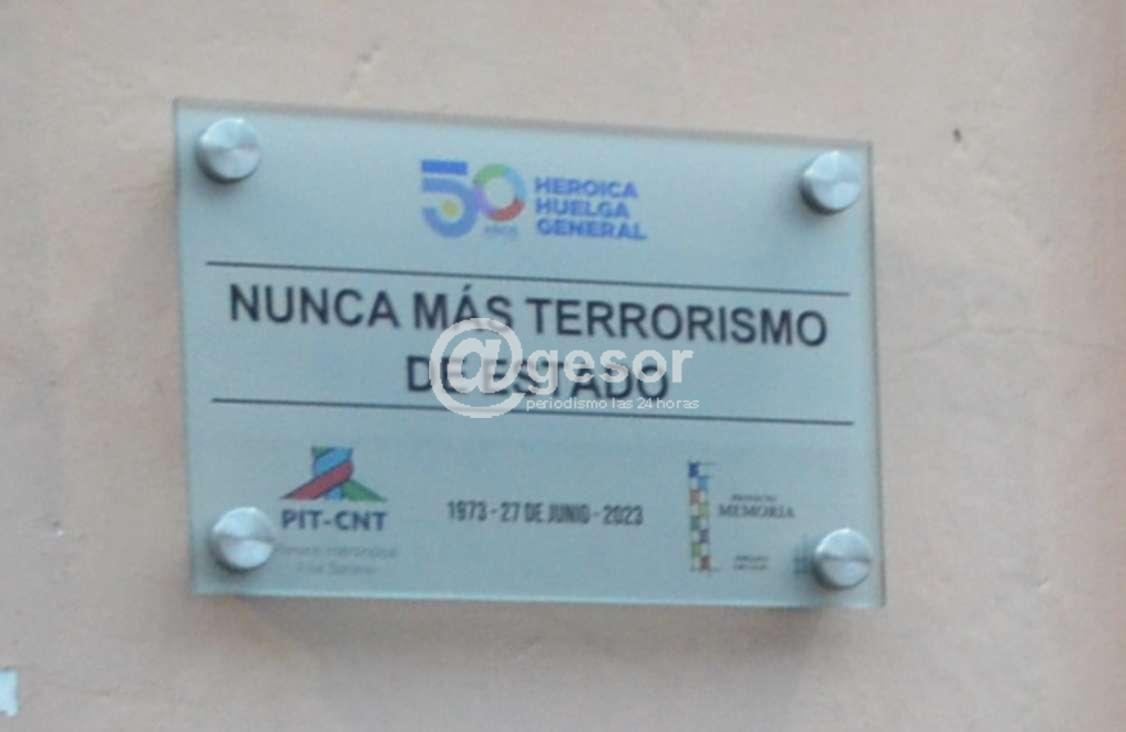 50 AÑOS
HEROICA
HUELGA
GENERAL
NUNCA MÁS TERRORISMO
DE ESTADO
@gesor
periodismo las 24 horas
PIT-CNT
1973 - 27 DE JUNIO - 2023
MEMORIA